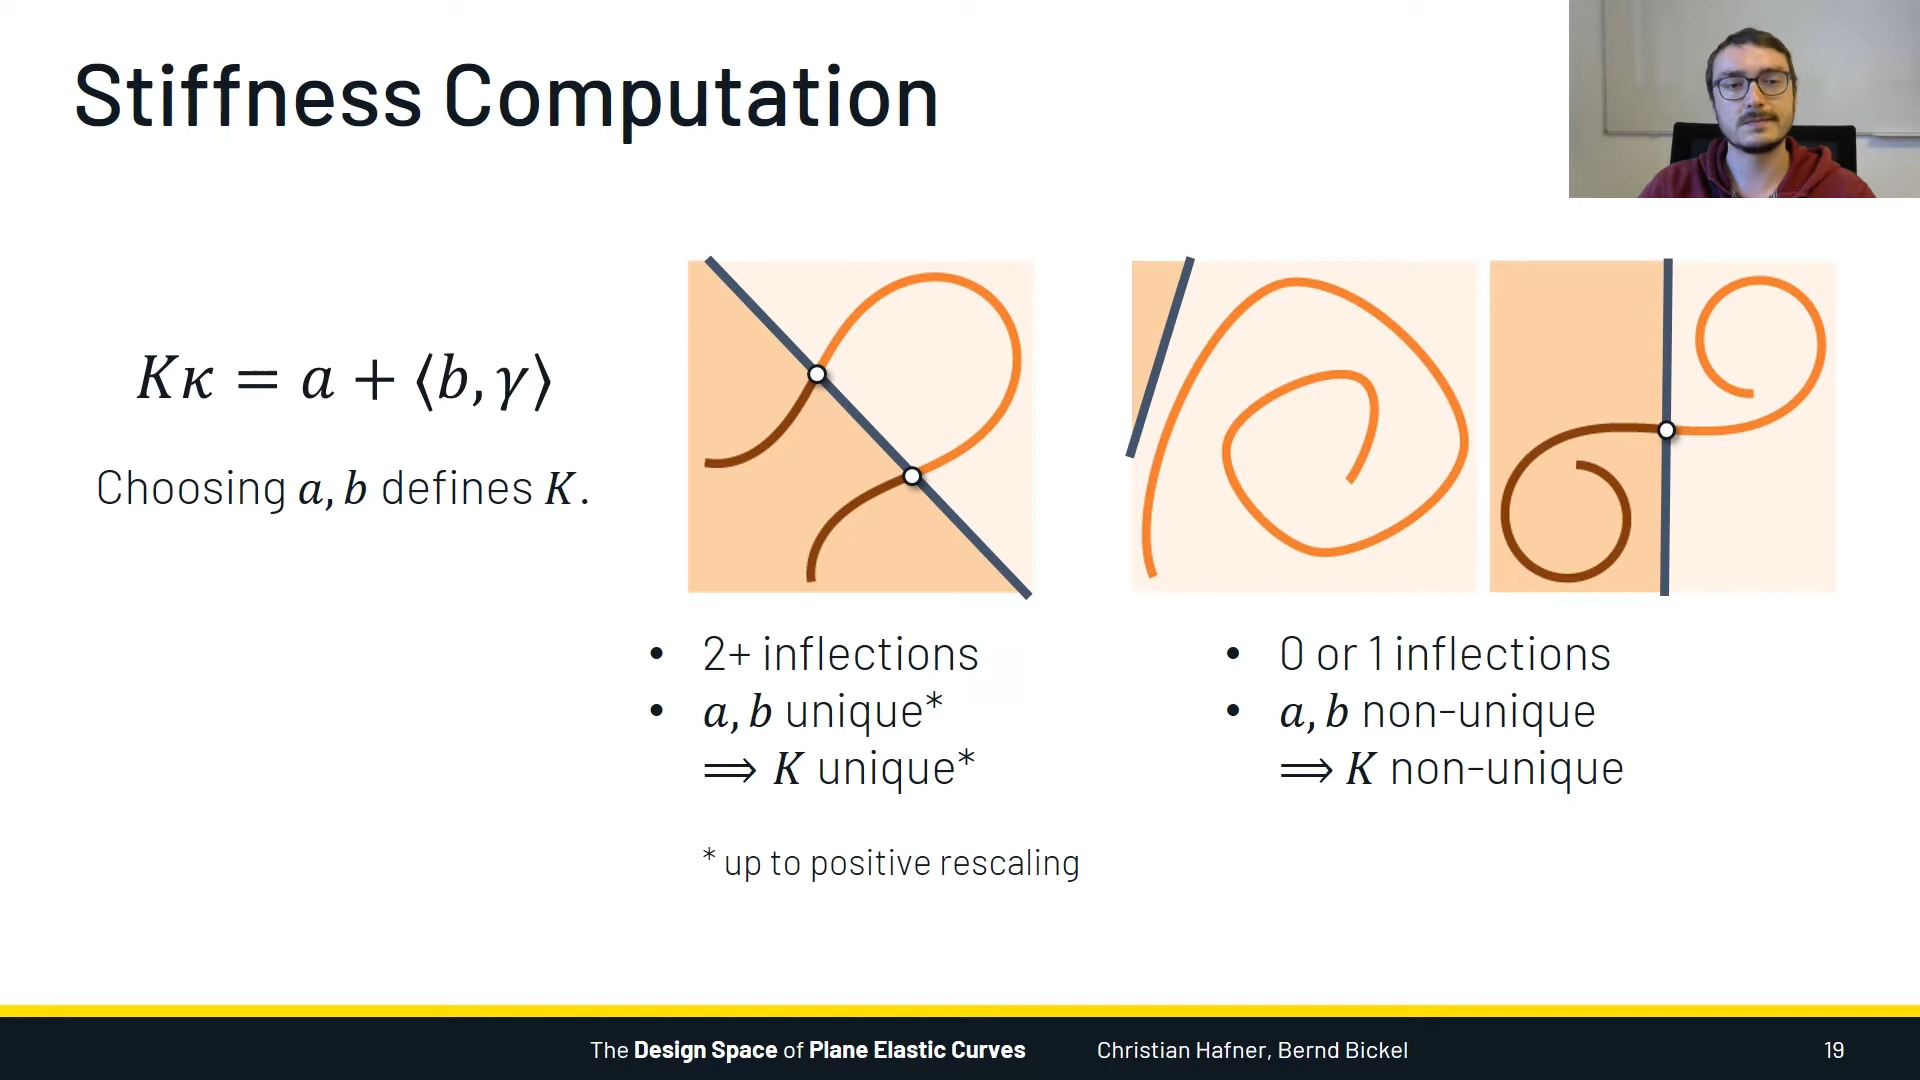 Stiffness Computation
Kκ = a + ⟨b, γ⟩
Choosing a, b defines K.
• 2+ inflections
• a, b unique*
⟹ K unique*
* up to positive rescaling
• 0 or 1 inflections
• a, b non-unique
⟹ K non-unique
The Design Space of Plane Elastic Curves
Christian Hafner, Bernd Bickel
19